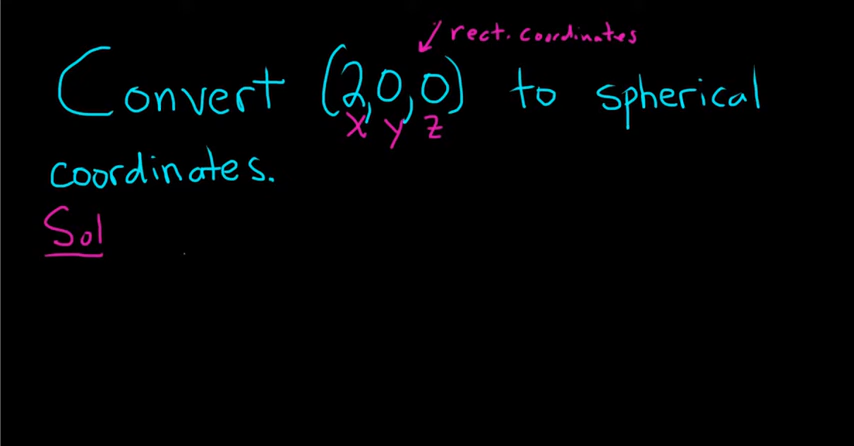 rect. coordinates
Convert (2,0,0) to spherical
x y z
coordinates.
Sol